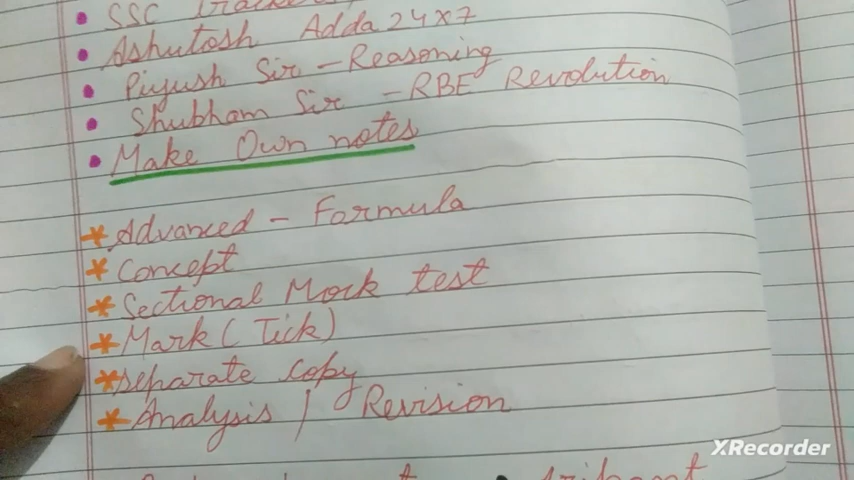 SSC
Ashutosh Adda 24x7
Piyush Sir - Reasoning
Shubham Sir - RBE Revolution
Make Own notes
Advanced - Formula
Concept
Sectional Mock test
Mark ( Tick )
separate copy
Analysis / Revision
XRecorder